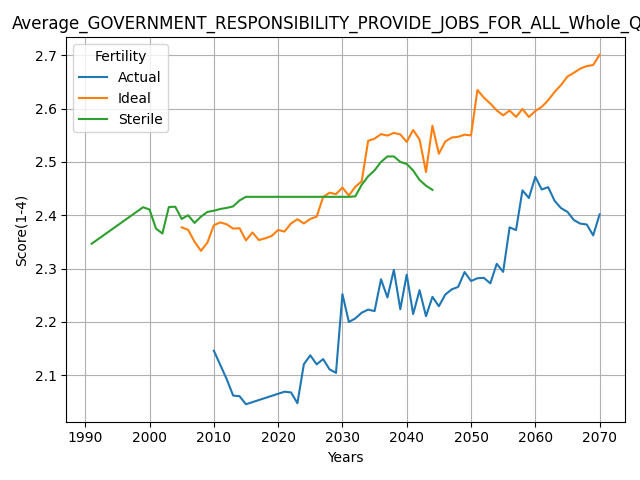 Average_GOVERNMENT_RESPONSIBILITY_PROVIDE_JOBS_FOR_ALL_Whole_Q
Fertility
Actual
Ideal
Sterile
Score(1-4)
2.7
2.6
2.5
2.4
2.3
2.2
2.1
1990 2000 2010 2020 2030 2040 2050 2060 2070
Years